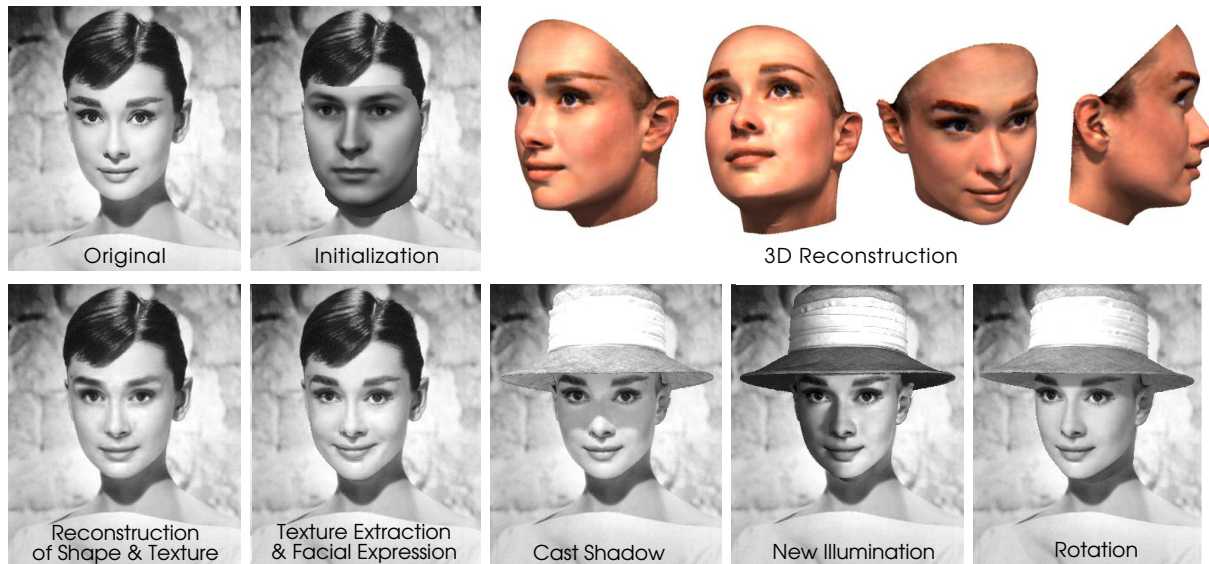 Original
Initialization
3D Reconstruction
Reconstruction
of Shape & Texture
Texture Extraction
& Facial Expression
Cast Shadow
New Illumination
Rotation